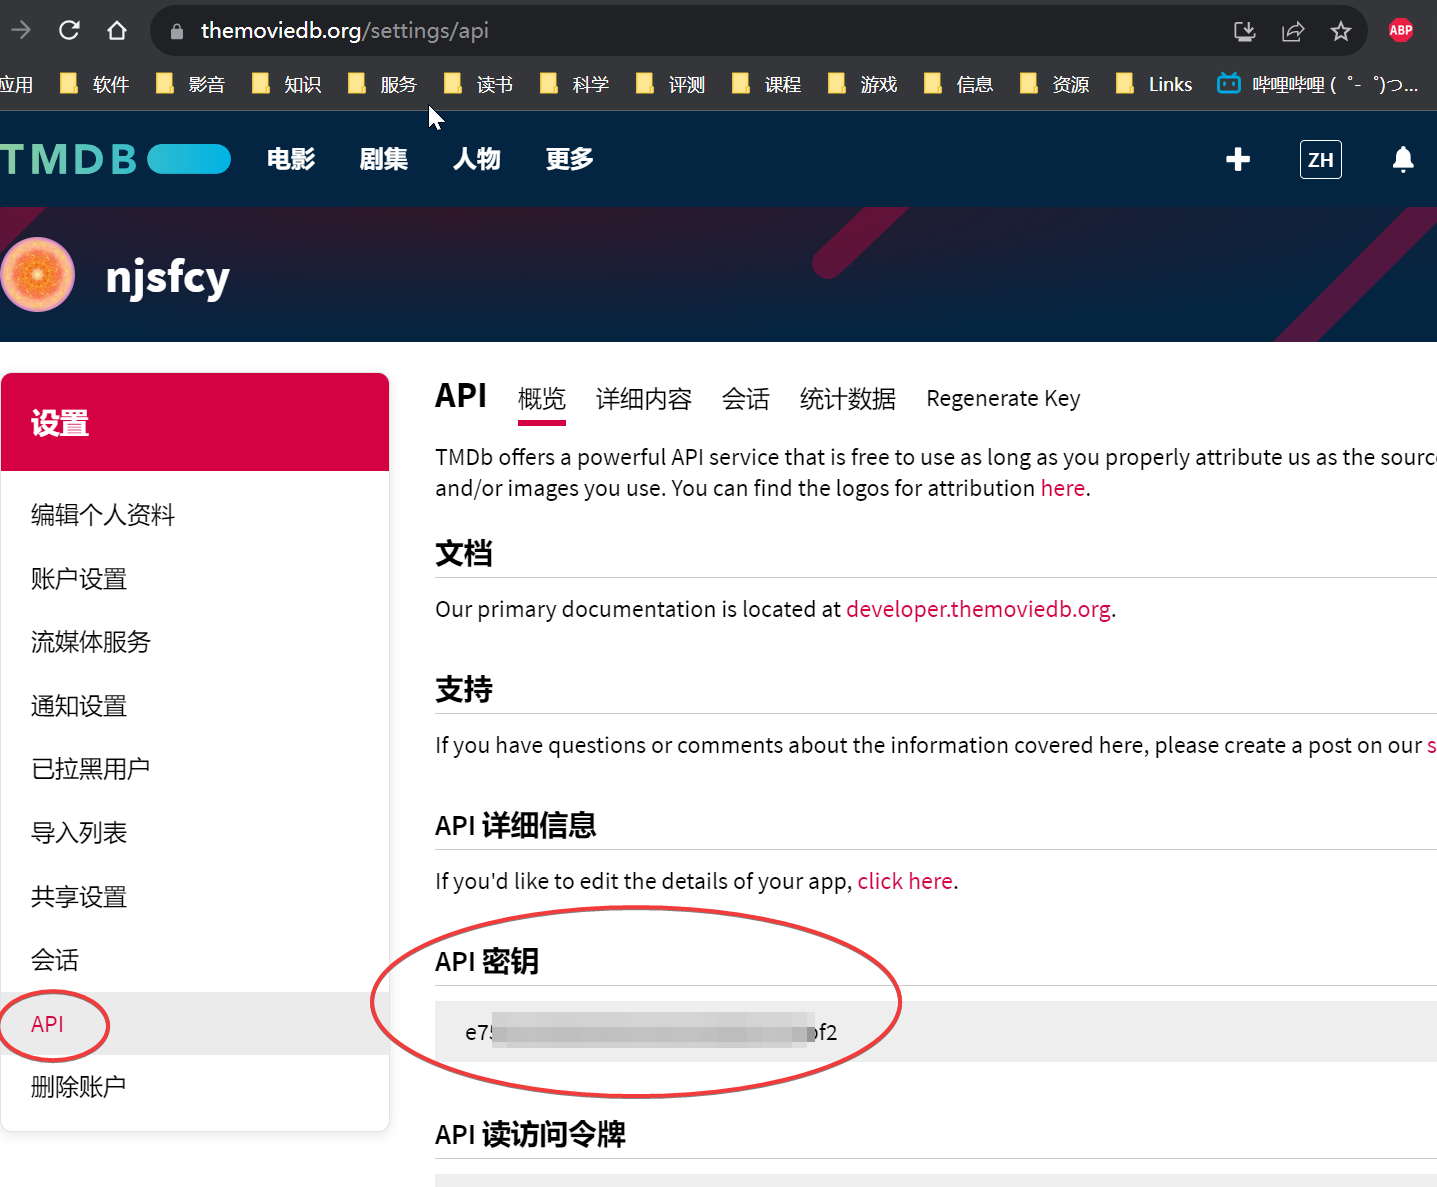 themoviedb.org/settings/api
ABP
应用 软件 影音 知识 服务 读书 科学 评测 课程 游戏 信息 资源 Links 哔哩哔哩 ( ゜- ゜)つ...
TMDB 电影 剧集 人物 更多 ZH
njsfcy
设置
编辑个人资料
账户设置
流媒体服务
通知设置
已拉黑用户
导入列表
共享设置
会话
API
删除账户
API 概览 详细内容 会话 统计数据 Regenerate Key
TMDb offers a powerful API service that is free to use as long as you properly attribute us as the
and/or images you use. You can find the logos for attribution here.
文档
Our primary documentation is located at developer.themoviedb.org.
支持
If you have questions or comments about the information covered here, please create a post on our
API 详细信息
If you'd like to edit the details of your app, click here.
API 密钥
API 读访问令牌